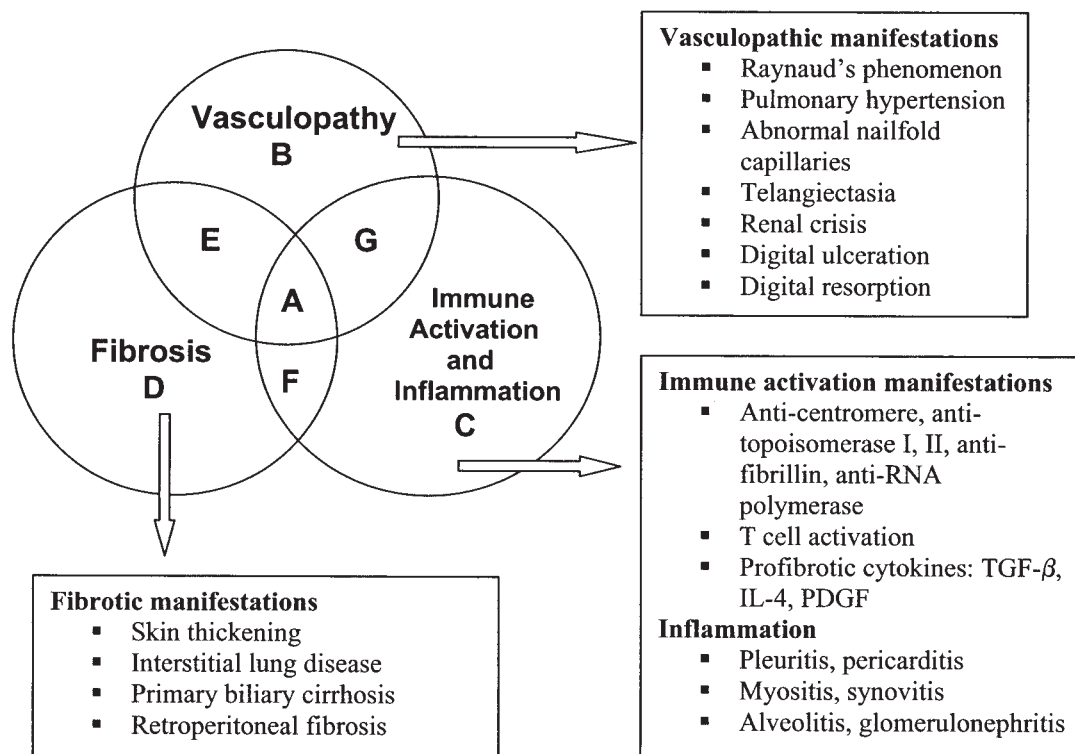 Vasculopathy
B
E
G
A
Immune
Activation
and
Inflammation
C
Fibrosis
D
F
Vasculopathic manifestations
▪ Raynaud’s phenomenon
▪ Pulmonary hypertension
▪ Abnormal nailfold
capillaries
▪ Telangiectasia
▪ Renal crisis
▪ Digital ulceration
▪ Digital resorption
Immune activation manifestations
▪ Anti-centromere, anti-
topoisomerase I, II, anti-
fibrillin, anti-RNA
polymerase
▪ T cell activation
▪ Profibrotic cytokines: TGF-β,
IL-4, PDGF
Inflammation
▪ Pleuritis, pericarditis
▪ Myositis, synovitis
▪ Alveolitis, glomerulonephritis
Fibrotic manifestations
▪ Skin thickening
▪ Interstitial lung disease
▪ Primary biliary cirrhosis
▪ Retroperitoneal fibrosis